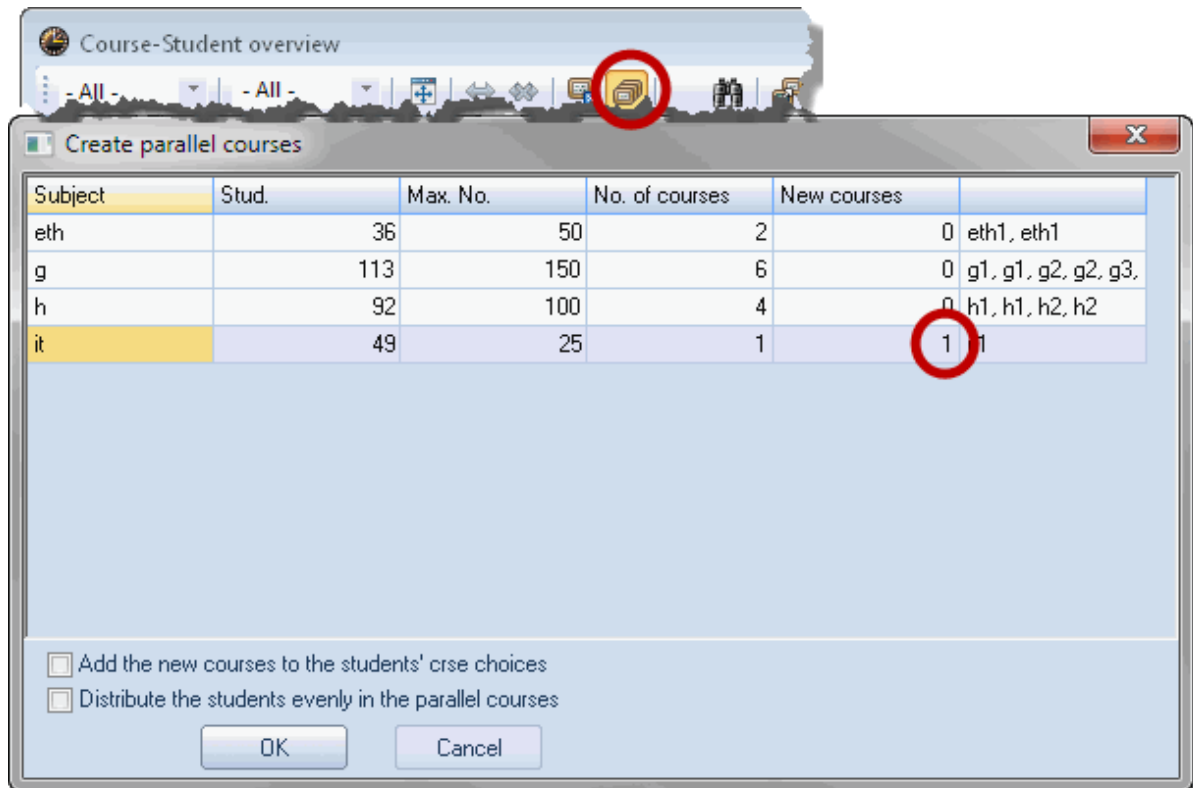 Course-Student overview
- All - - All -
Create parallel courses
Subject Stud. Max. No. No. of courses New courses
eth 36 50 2 0 eth1, eth1
g 113 150 6 0 g1, g1, g2, g2, g3,
h 92 100 4 0 h1, h1, h2, h2
it 49 25 1 1
Add the new courses to the students' crse choices
Distribute the students evenly in the parallel courses
OK Cancel